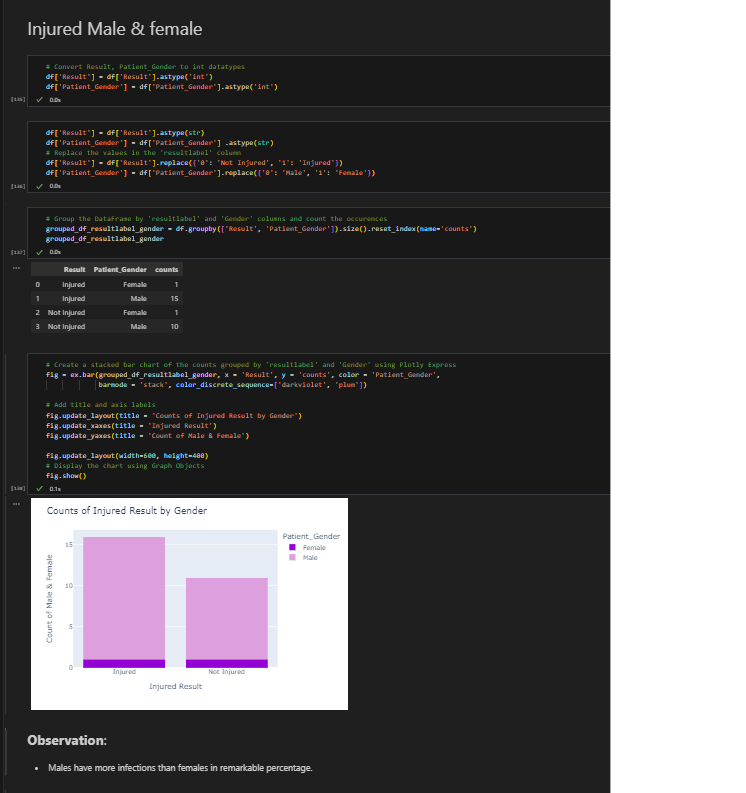 Injured Male & female
# Convert Result, Patient_Gender to int datatypes
df['Result'] = df['Result'].astype('int')
df['Patient_Gender'] = df['Patient_Gender'].astype('int')
[135] ✓ 0.0s
df['Result'] = df['Result'].astype(str)
df['Patient_Gender'] = df['Patient_Gender'] .astype(str)
# Replace the values in the 'resultlabel' column
df['Result'] = df['Result'].replace({'0': 'Not Injured', '1': 'Injured'})
df['Patient_Gender'] = df['Patient_Gender'].replace({'0': 'Male', '1': 'Female'})
[136] ✓ 0.0s
# Group the DataFrame by 'resultlabel' and 'Gender' columns and count the occurences
grouped_df_resultlabel_gender = df.groupby(['Result', 'Patient_Gender']).size().reset_index(name='counts')
grouped_df_resultlabel_gender
[137] ✓ 0.0s
...
Result Patient_Gender counts
0 Injured Female 1
1 Injured Male 15
2 Not Injured Female 1
3 Not Injured Male 10
# Create a stacked bar chart of the counts grouped by 'resultlabel' and 'Gender' using Plotly Express
fig = ex.bar(grouped_df_resultlabel_gender, x = 'Result', y = 'counts', color = 'Patient_Gender',
barmode = 'stack', color_discrete_sequence=['darkviolet', 'plum'])
# Add title and axis labels
fig.update_layout(title = 'Counts of Injured Result by Gender')
fig.update_xaxes(title = 'Injured Result')
fig.update_yaxes(title = 'Count of Male & Female')
fig.update_layout(width=600, height=400)
# Display the chart using Graph Objects
fig.show()
[138] ✓ 0.1s
...
Counts of Injured Result by Gender
Patient_Gender
Female
Male
15
10
5
0
Count of Male & Female
Injured
Not Injured
Injured Result
Observation:
• Males have more infections than females in remarkable percentage.